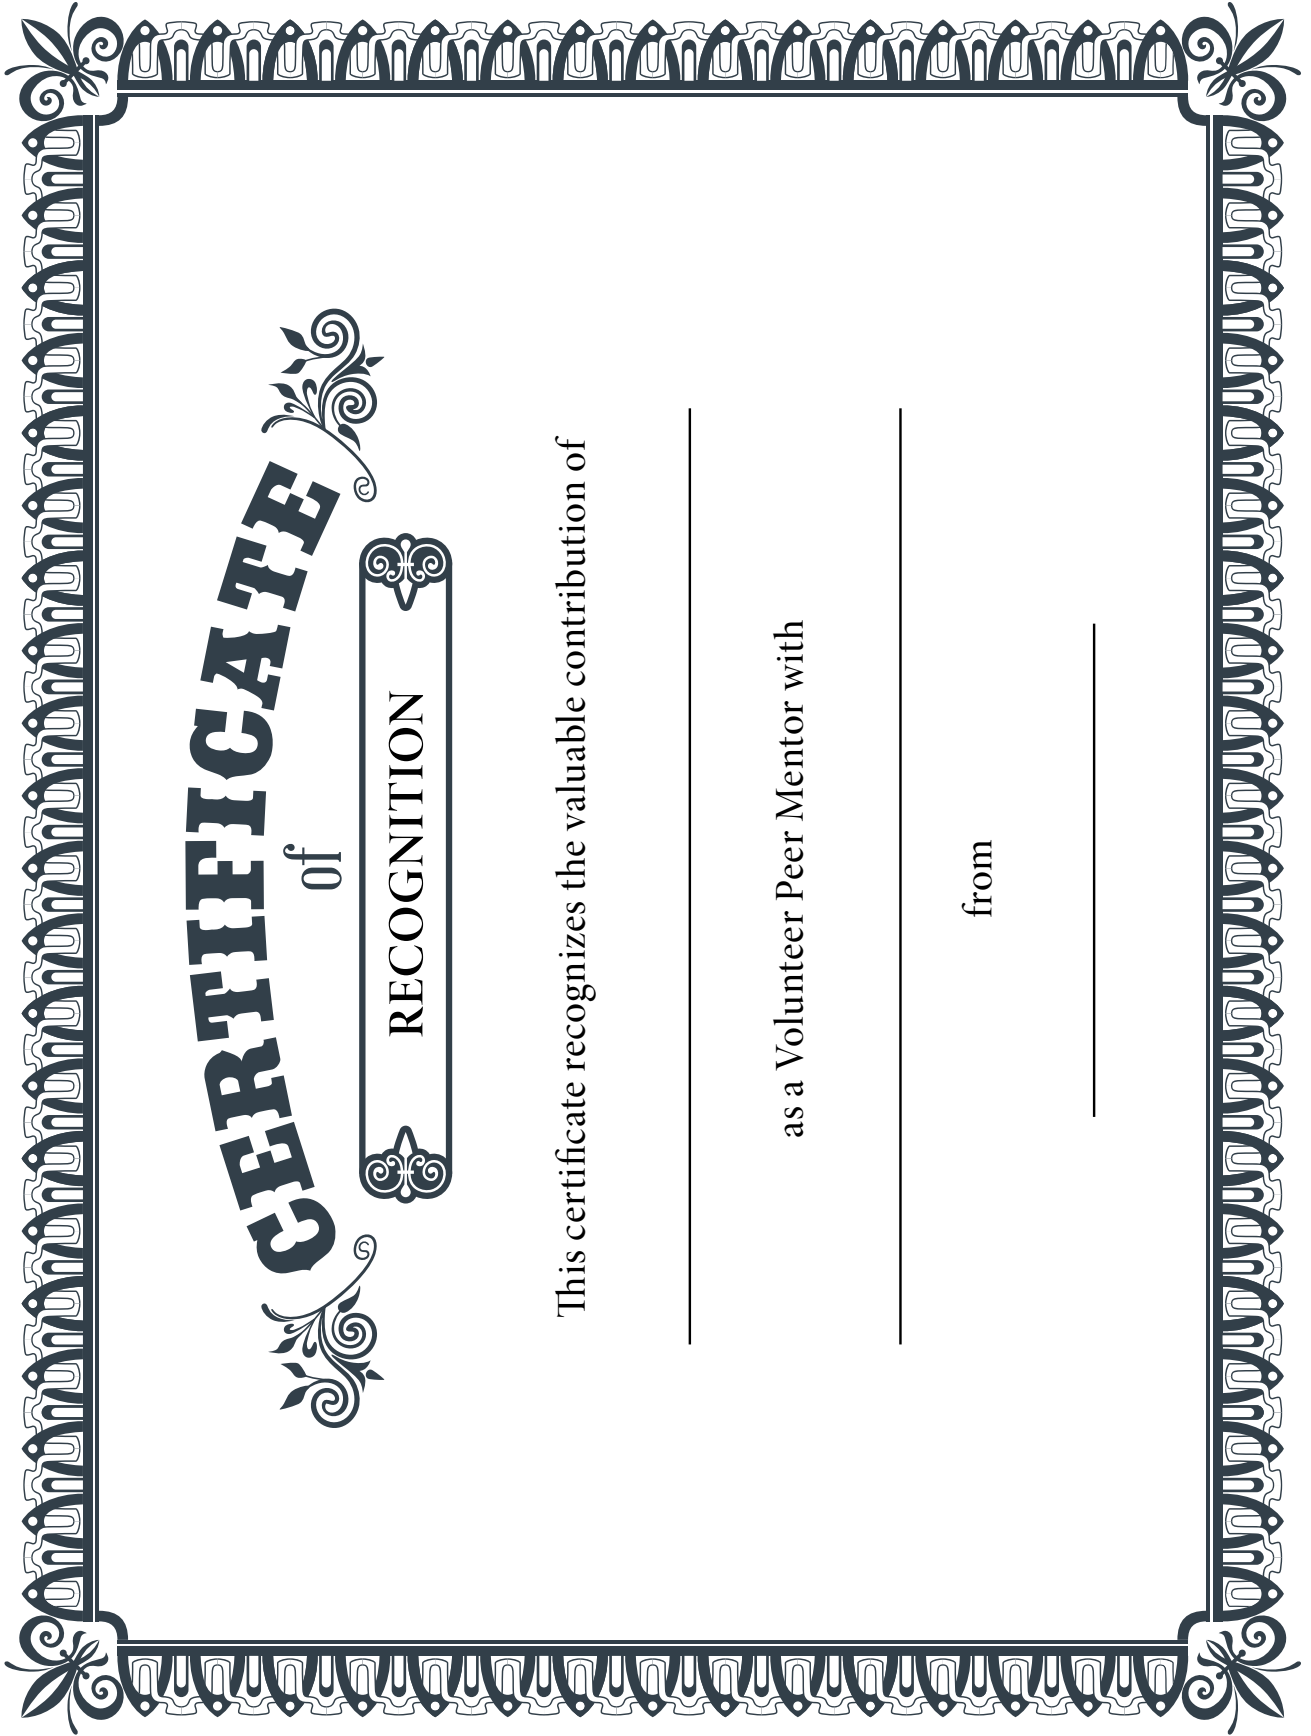 CERTIFICATE
of
RECOGNITION
This certificate recognizes the valuable contribution of
as a Volunteer Peer Mentor with
from